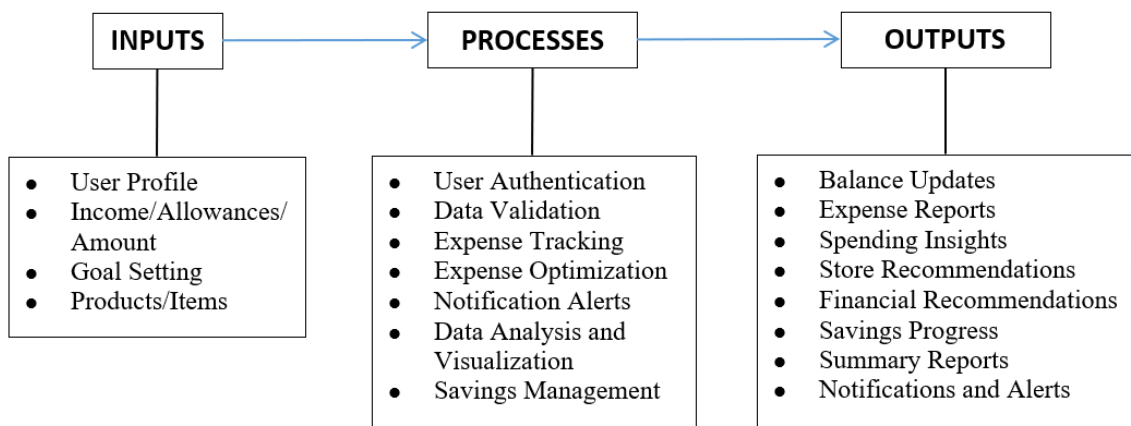 INPUTS
PROCESSES
OUTPUTS
● User Profile
● Income/Allowances/
Amount
● Goal Setting
● Products/Items
● User Authentication
● Data Validation
● Expense Tracking
● Expense Optimization
● Notification Alerts
● Data Analysis and
Visualization
● Savings Management
● Balance Updates
● Expense Reports
● Spending Insights
● Store Recommendations
● Financial Recommendations
● Savings Progress
● Summary Reports
● Notifications and Alerts